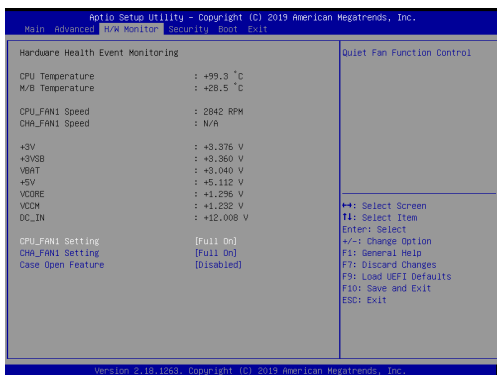 Aptio Setup Utility – Copyright (C) 2019 American Megatrends, Inc.
Main Advanced H/W Monitor Security Boot Exit
Hardware Health Event Monitoring
Quiet Fan Function Control
CPU Temperature : +99.3 °C
M/B Temperature : +28.5 °C
CPU_FAN1 Speed : 2842 RPM
CHA_FAN1 Speed : N/A
+3V : +3.376 V
+3VSB : +3.360 V
VBAT : +3.040 V
+5V : +5.112 V
VCORE : +1.296 V
VCCM : +1.232 V
DC_IN : +12.008 V
CPU_FAN1 Setting [Full On]
CHA_FAN1 Setting [Full On]
Case Open Feature [Disabled]
↔: Select Screen
↑↓: Select Item
Enter: Select
+/-: Change Option
F1: General Help
F7: Discard Changes
F9: Load UEFI Defaults
F10: Save and Exit
ESC: Exit
Version 2.18.1263. Copyright (C) 2019 American Megatrends, Inc.